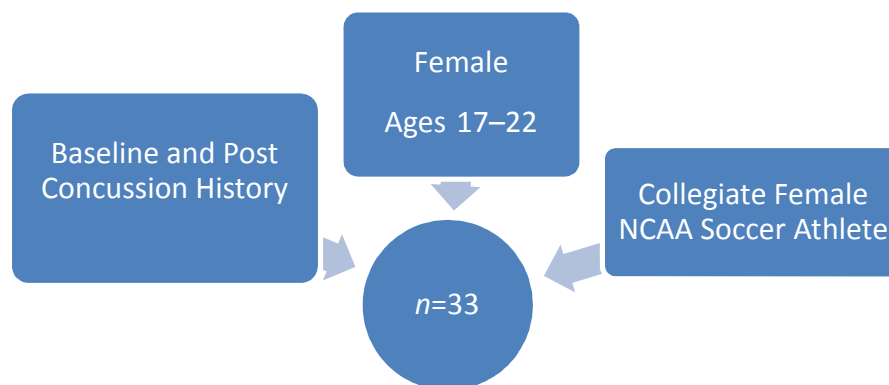 Female
Ages 17–22
Baseline and Post
Concussion History
Collegiate Female
NCAA Soccer Athlete
n=33